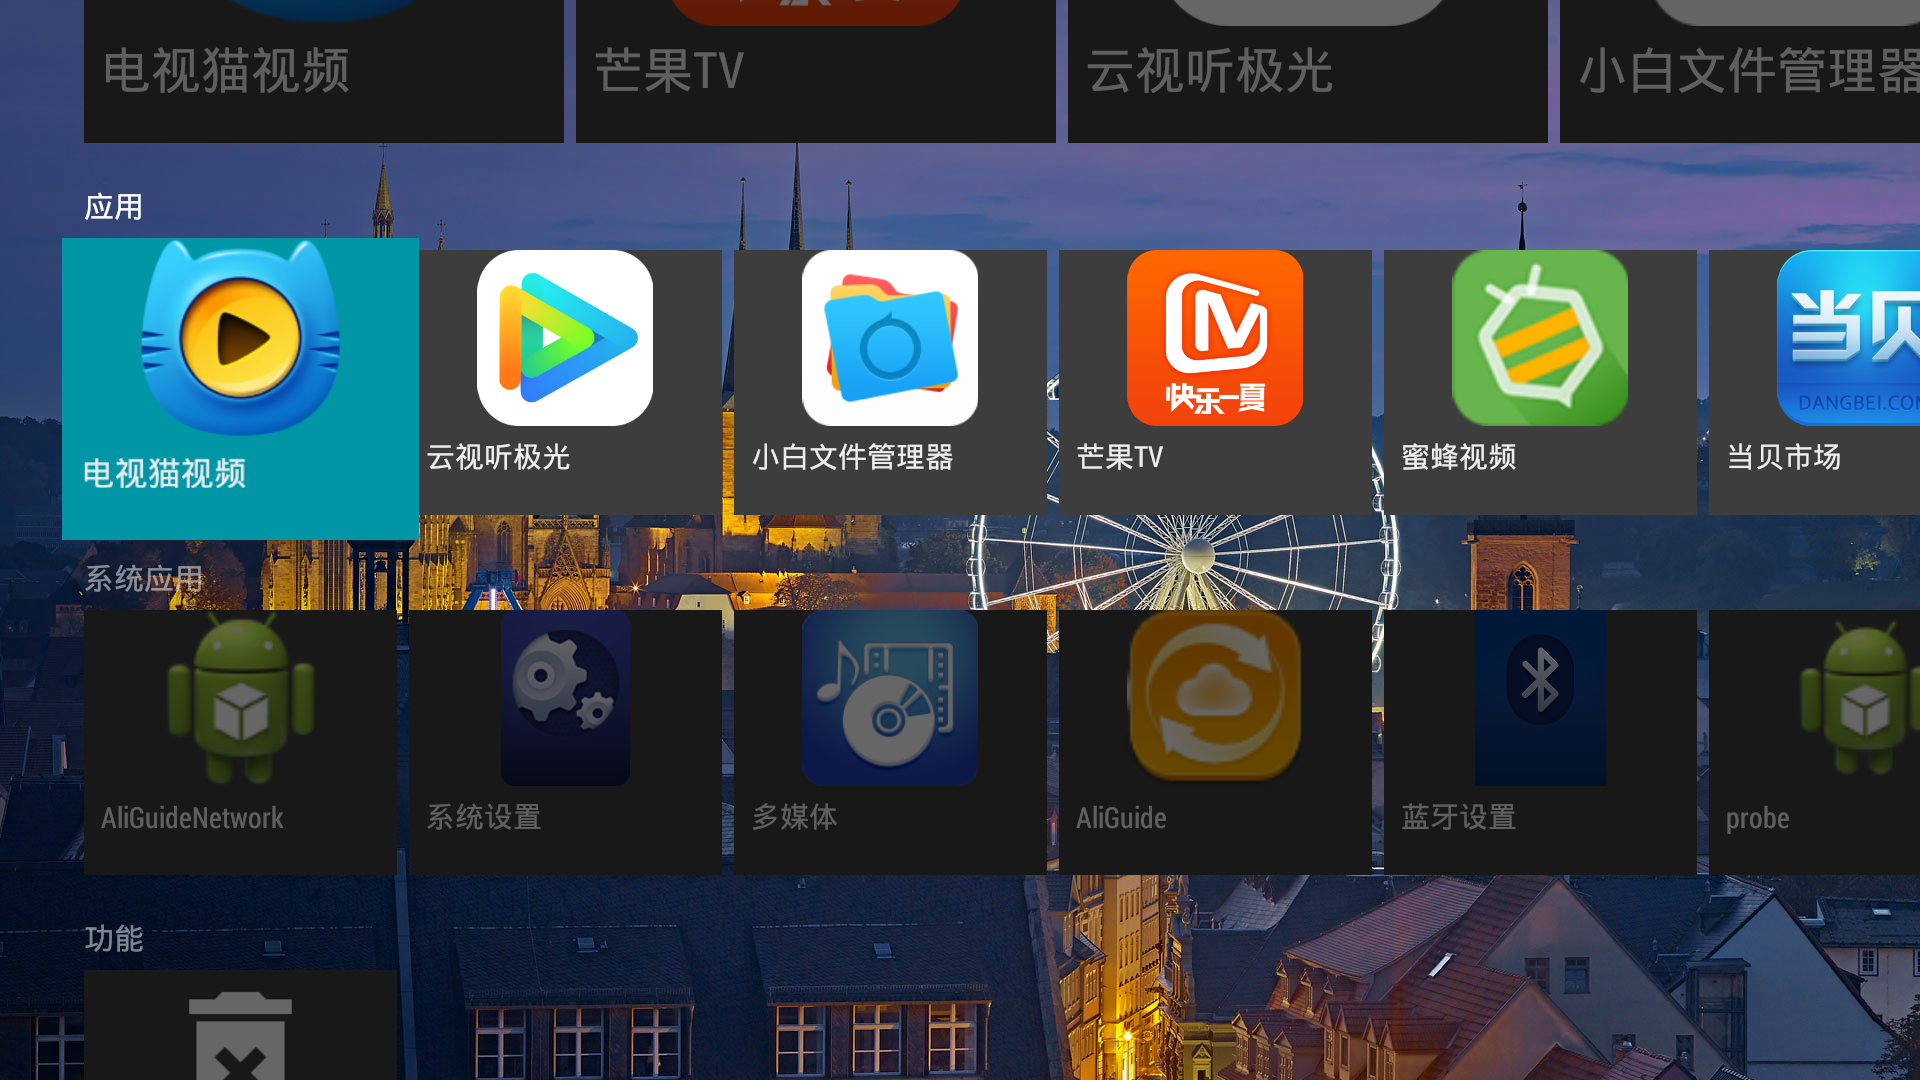 电视猫视频
芒果TV
云视听极光
小白文件管理器
应用
快乐一夏
当贝
DANGBEI.COM
电视猫视频
云视听极光
小白文件管理器
芒果TV
蜜蜂视频
当贝市场
系统应用
AliGuideNetwork
系统设置
多媒体
AliGuide
蓝牙设置
probe
功能